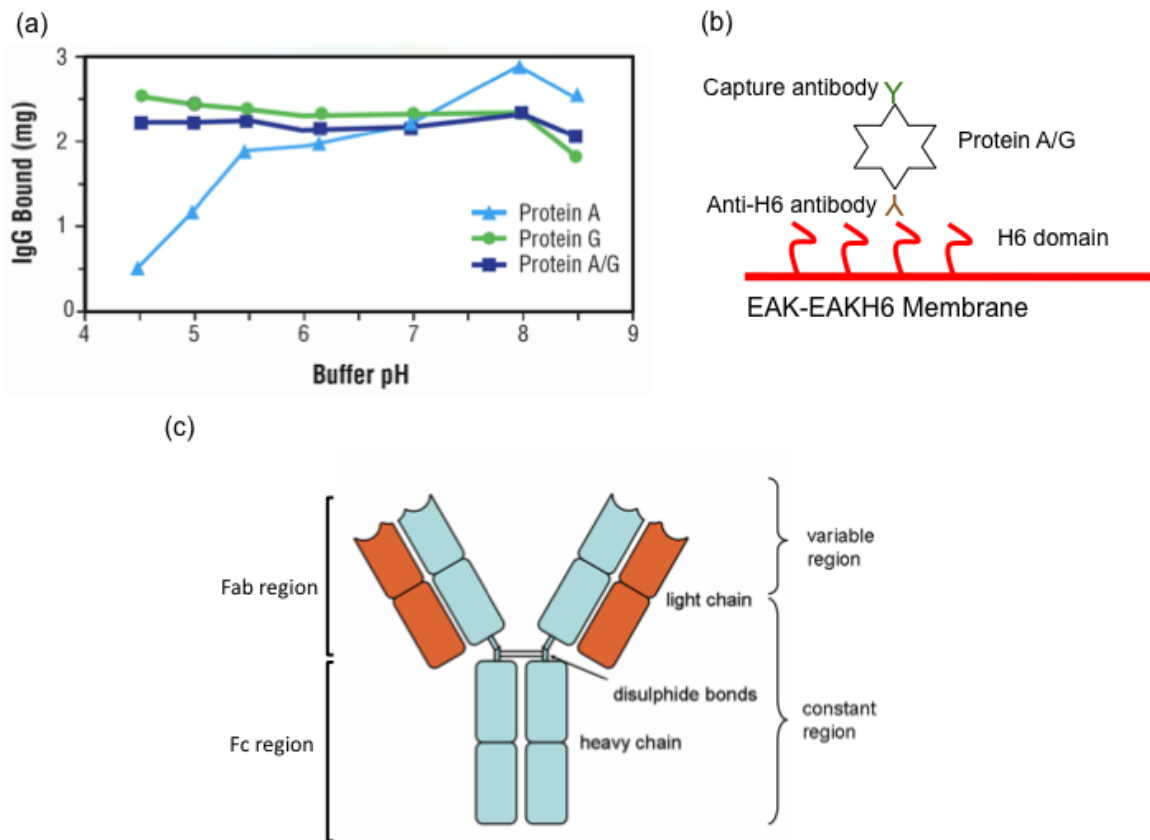 (a)
3
2
1
0
IgG Bound (mg)
4
5
6
7
8
9
Buffer pH
Protein A
Protein G
Protein A/G
(b)
Capture antibody
Protein A/G
Anti-H6 antibody
H6 domain
EAK-EAKH6 Membrane
(c)
Fab region
Fc region
variable
region
light chain
disulphide bonds
heavy chain
constant
region